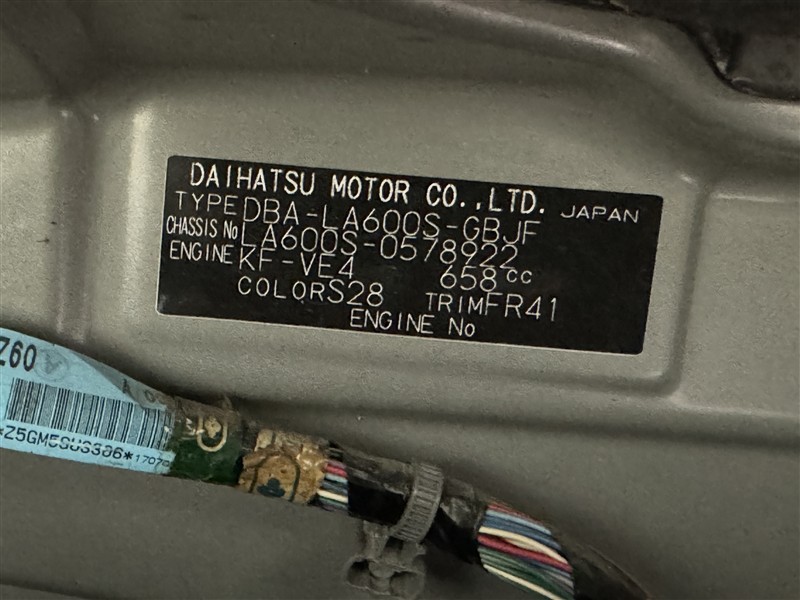 DAIHATSU MOTOR CO.,LTD. JAPAN
TYPE DBA-LA600S-GBJF
CHASSIS No LA600S-0578922
ENGINE KF-VE4 658cc
COLOR S28 TRIM FR41
ENGINE No
Z60 A